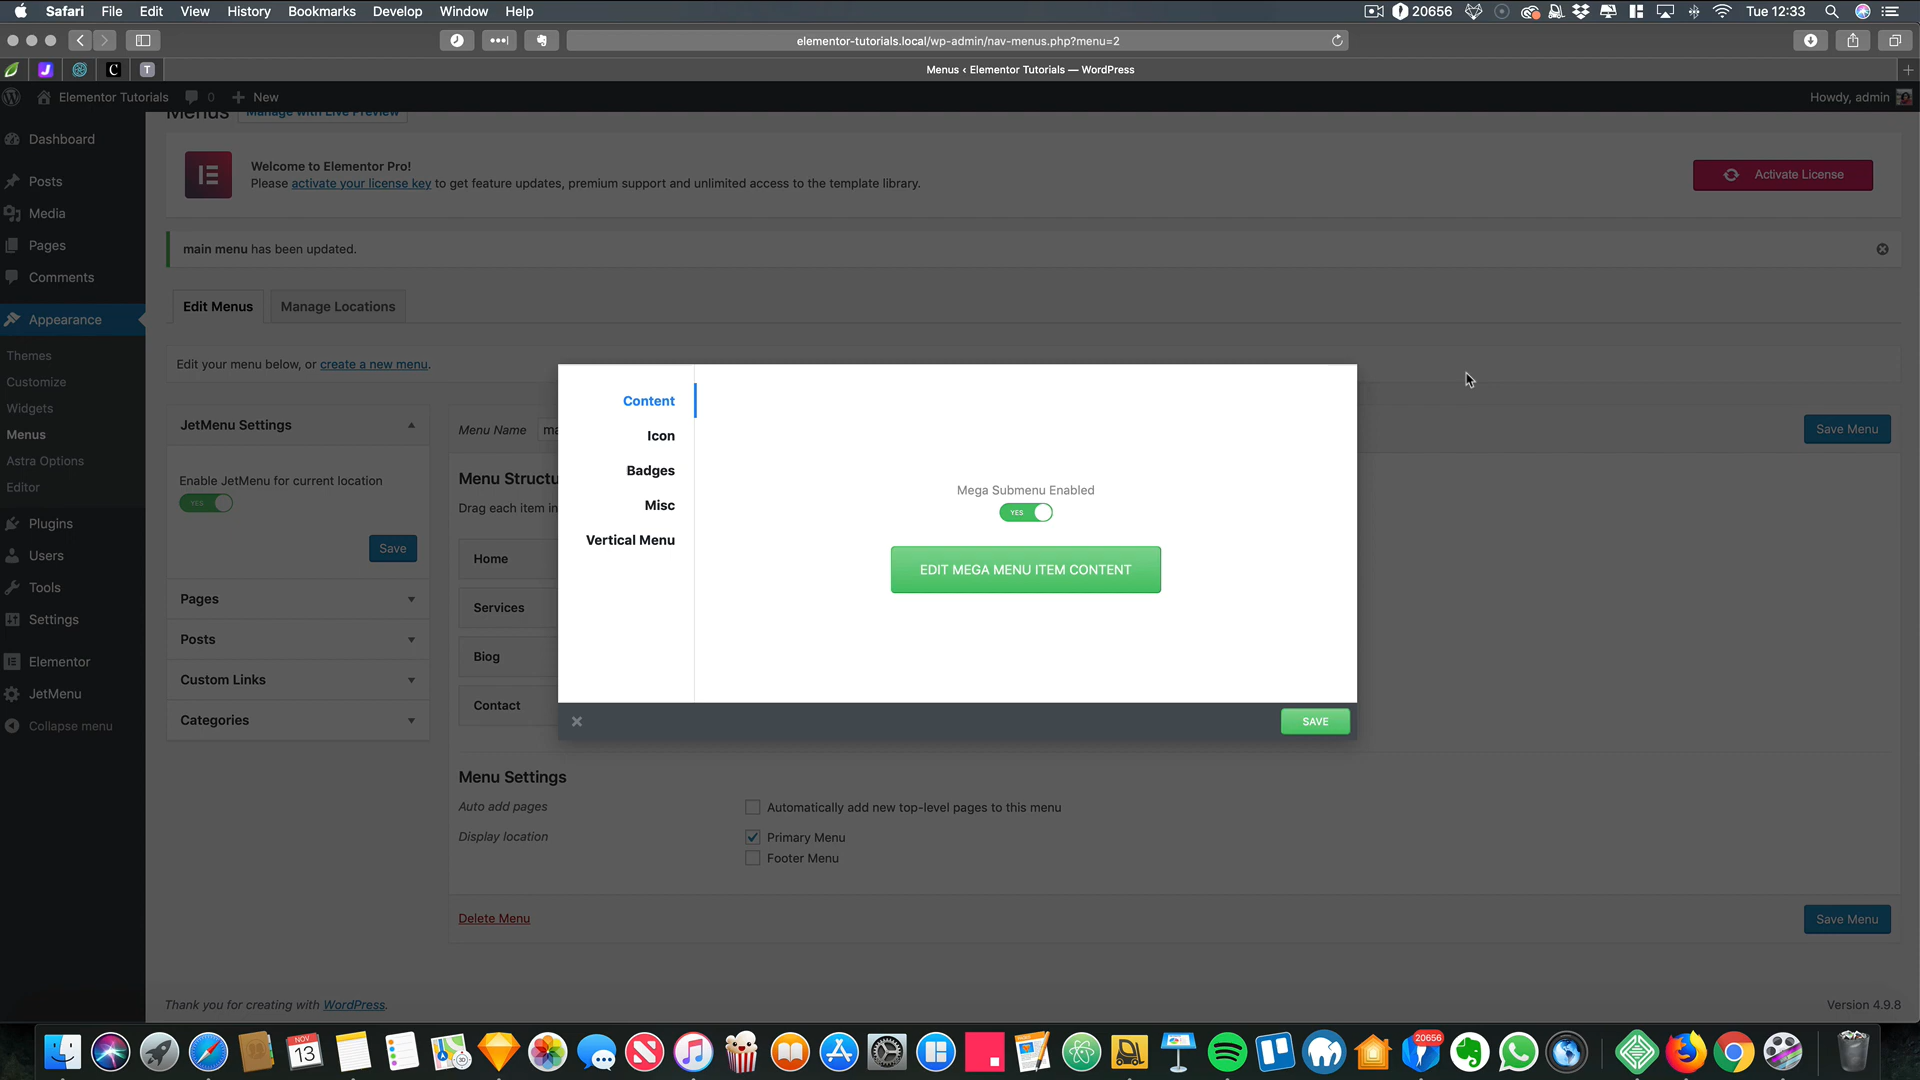 Safari File Edit View History Bookmarks Develop Window Help
20656
Tue 12:33
elementor-tutorials.local/wp-admin/nav-menus.php?menu=2
J
C
T
Menus ‹ Elementor Tutorials — WordPress
Elementor Tutorials
0
New
Howdy, admin
Menus
Manage with Live Preview
Dashboard
Posts
Media
Pages
Comments
Appearance
Themes
Customize
Widgets
Menus
Astra Options
Editor
Plugins
Users
Tools
Settings
Elementor
JetMenu
Collapse menu
Welcome to Elementor Pro!
Please activate your license key to get feature updates, premium support and unlimited access to the template library.
Activate License
main menu has been updated.
Edit Menus
Manage Locations
Edit your menu below, or create a new menu.
JetMenu Settings
Enable JetMenu for current location
YES
Save
Pages
Posts
Custom Links
Categories
Menu Name
ma
Save Menu
Menu Structu
Drag each item in
Home
Services
Biog
Contact
Content
Icon
Badges
Misc
Vertical Menu
Mega Submenu Enabled
YES
EDIT MEGA MENU ITEM CONTENT
SAVE
Menu Settings
Auto add pages
Automatically add new top-level pages to this menu
Display location
Primary Menu
Footer Menu
Delete Menu
Save Menu
Thank you for creating with WordPress.
Version 4.9.8
NOV
13
20656